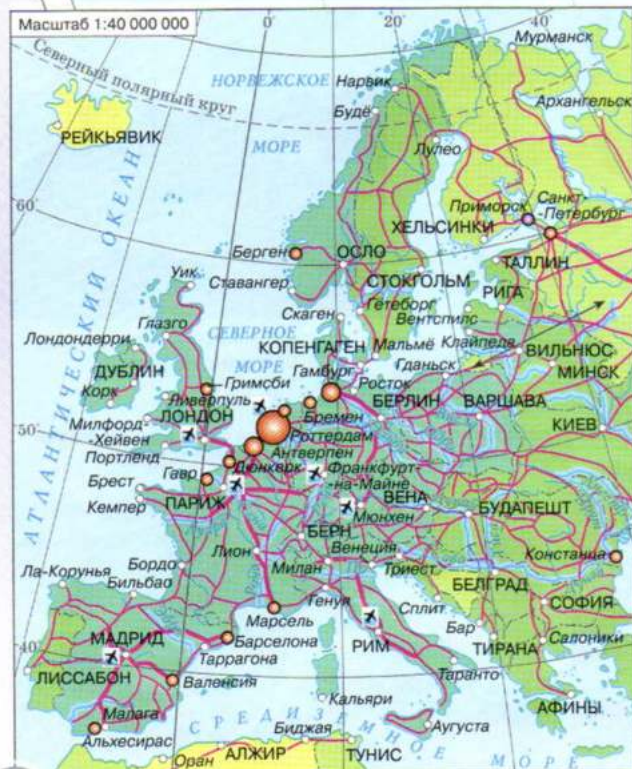 Масштаб 1:40 000 000
0°
20°
40°
Северный полярный круг
НОРВЕЖСКОЕ
МОРЕ
Мурманск
Нарвик
Будё
Архангельск
РЕЙКЬЯВИК
Лулео
60°
АТЛАНТИЧЕСКИЙ ОКЕАН
Приморск
Санкт-
-Петербург
ХЕЛЬСИНКИ
Берген
ОСЛО
ТАЛЛИН
Ставангер
СТОКГОЛЬМ
Уик
РИГА
Скаген
Гётеборг
Вентспилс
Глазго
СЕВЕРНОЕ
МОРЕ
Лондондерри
КОПЕНГАГЕН
Мальмё
Клайпеда
ВИЛЬНЮС
ДУБЛИН
Гримсби
Гамбург
Гданьск
МИНСК
Ливерпуль
Росток
Корк
ЛОНДОН
Бремен
БЕРЛИН
ВАРШАВА
50°
Милфорд-
-Хейвен
Роттердам
КИЕВ
Антверпен
Портленд
Дюнкерк
Франкфурт-
-на-Майне
Брест
Гавр
ВЕНА
Кемпер
ПАРИЖ
Мюнхен
БУДАПЕШТ
БЕРН
Бордо
Лион
Венеция
Констанца
Ла-Корунья
Милан
Триест
Бильбао
БЕЛГРАД
Генуя
Сплит
СОФИЯ
Марсель
Бар
40°
МАДРИД
Барселона
РИМ
ТИРАНА
Салоники
Таррагона
ЛИССАБОН
Валенсия
Таранто
Кальяри
АФИНЫ
Малага
Аугуста
Альхесирас
СРЕДИЗЕМНОЕ МОРЕ
Биджая
Оран
АЛЖИР
ТУНИС